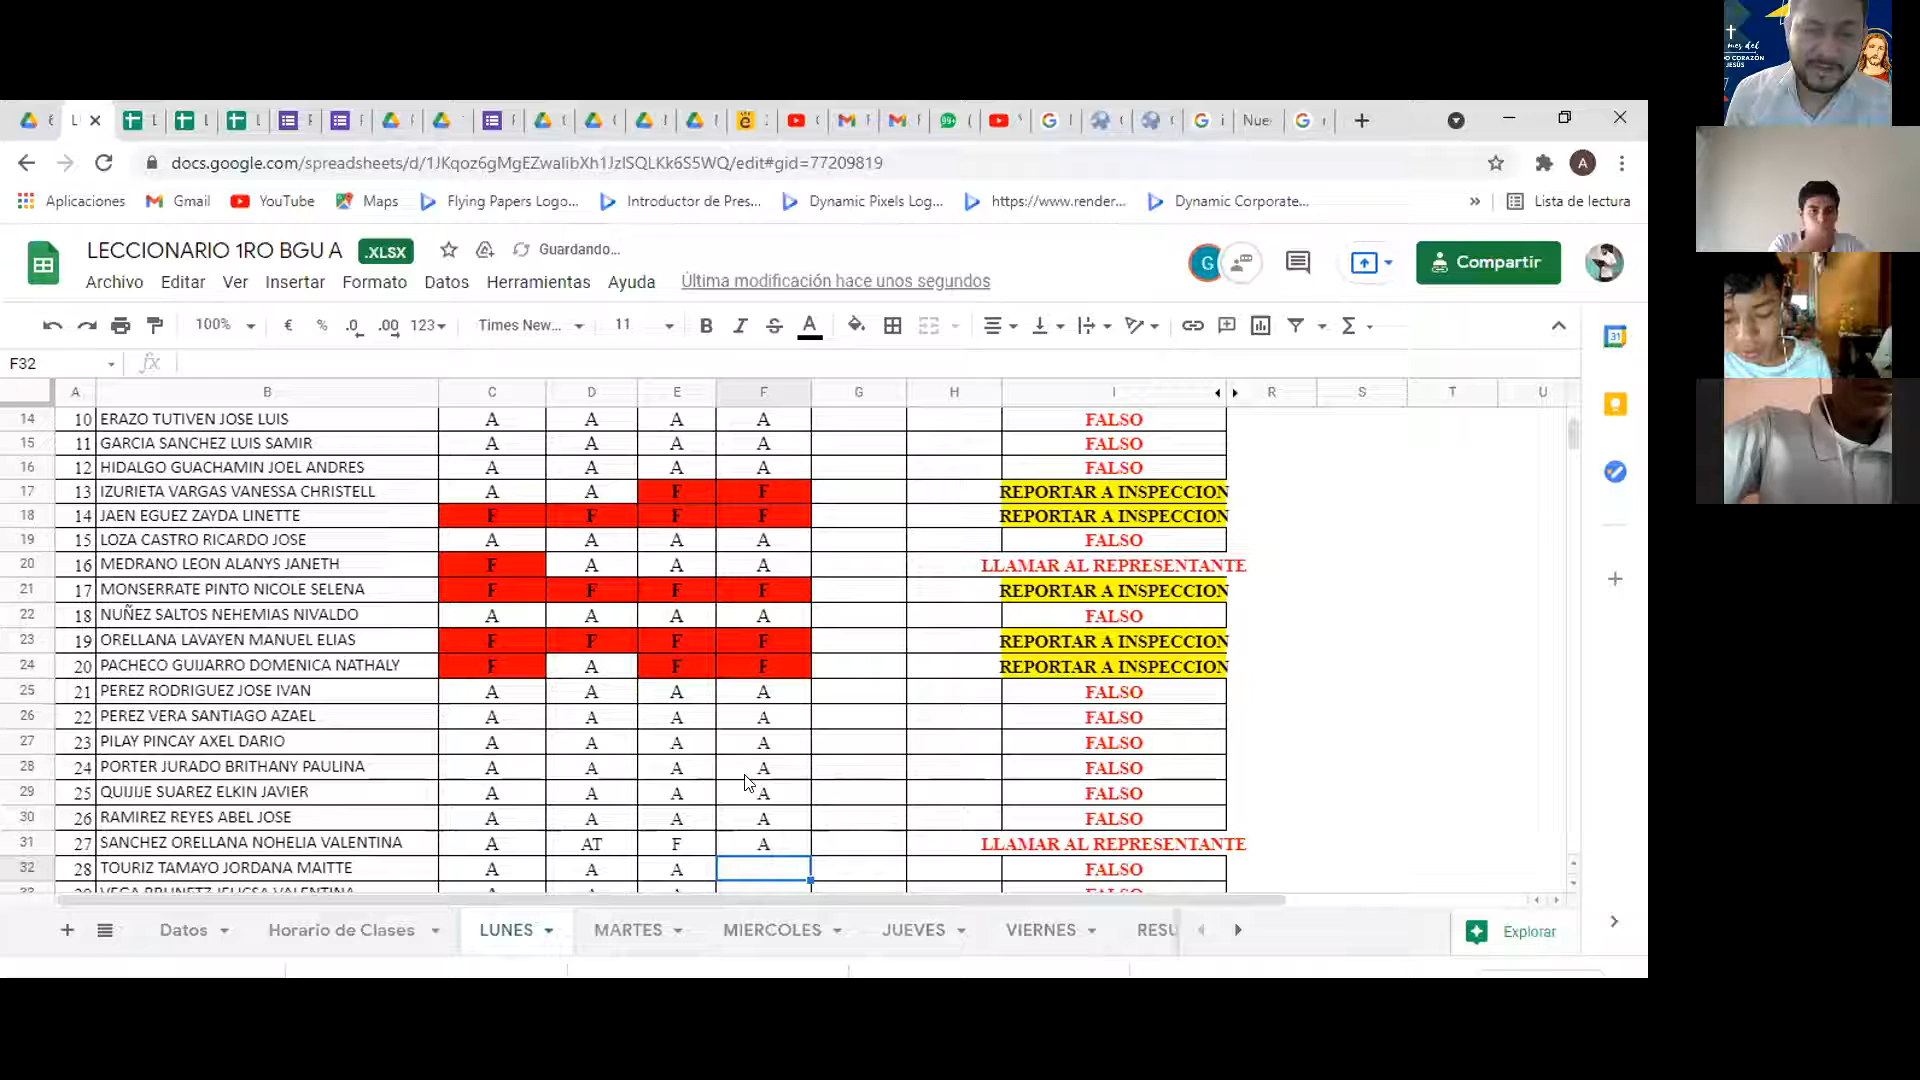 mes del
CORAZÓN
JESÚS
docs.google.com/spreadsheets/d/1JKqoz6gMgEZwaIibXh1JzISQLKk6S5WQ/edit#gid=77209819
A
Aplicaciones Gmail YouTube Maps Flying Papers Logo... Introductor de Pres... Dynamic Pixels Log... https://www.render... Dynamic Corporate... » Lista de lectura
LECCIONARIO 1RO BGU A .XLSX Guardando...
G Compartir
Archivo Editar Ver Insertar Formato Datos Herramientas Ayuda Última modificación hace unos segundos
100% € % .0 .00 123 Times New... 11 B I S A
F32 fx
A B C D E F G H I R S T U
14 10 ERAZO TUTIVEN JOSE LUIS A A A A FALSO
15 11 GARCIA SANCHEZ LUIS SAMIR A A A A FALSO
16 12 HIDALGO GUACHAMIN JOEL ANDRES A A A A FALSO
17 13 IZURIETA VARGAS VANESSA CHRISTELL A A F F REPORTAR A INSPECCION
18 14 JAEN EGUEZ ZAYDA LINETTE F F F F REPORTAR A INSPECCION
19 15 LOZA CASTRO RICARDO JOSE A A A A FALSO
20 16 MEDRANO LEON ALANYS JANETH F A A A LLAMAR AL REPRESENTANTE
21 17 MONSERRATE PINTO NICOLE SELENA F F F F REPORTAR A INSPECCION
22 18 NUÑEZ SALTOS NEHEMIAS NIVALDO A A A A FALSO
23 19 ORELLANA LAVAYEN MANUEL ELIAS F F F F REPORTAR A INSPECCION
24 20 PACHECO GUIJARRO DOMENICA NATHALY F A F F REPORTAR A INSPECCION
25 21 PEREZ RODRIGUEZ JOSE IVAN A A A A FALSO
26 22 PEREZ VERA SANTIAGO AZAEL A A A A FALSO
27 23 PILAY PINCAY AXEL DARIO A A A A FALSO
28 24 PORTER JURADO BRITHANY PAULINA A A A A FALSO
29 25 QUIJIJE SUAREZ ELKIN JAVIER A A A A FALSO
30 26 RAMIREZ REYES ABEL JOSE A A A A FALSO
31 27 SANCHEZ ORELLANA NOHELIA VALENTINA A AT F A LLAMAR AL REPRESENTANTE
32 28 TOURIZ TAMAYO JORDANA MAITTE A A A FALSO
Datos Horario de Clases LUNES MARTES MIERCOLES JUEVES VIERNES RESU Explorar